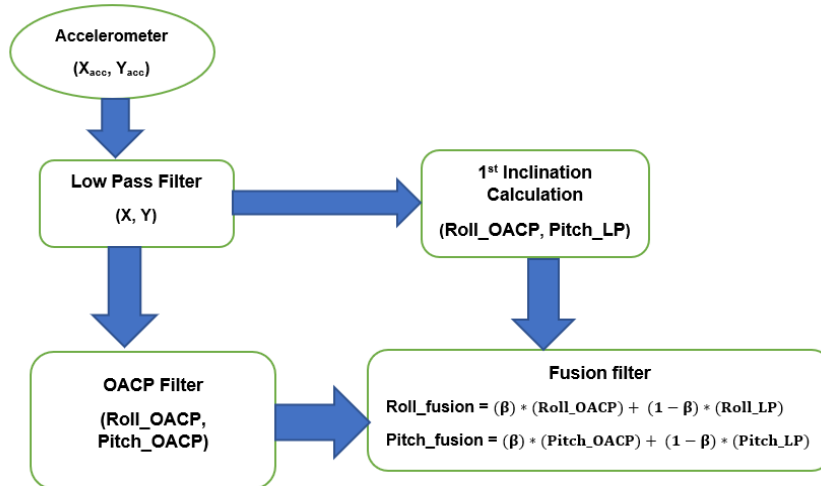 Accelerometer
(Xacc, Yacc)
Low Pass Filter
(X, Y)
1st Inclination
Calculation
(Roll_OACP, Pitch_LP)
OACP Filter
(Roll_OACP,
Pitch_OACP)
Fusion filter
Roll_fusion = (β) * (Roll_OACP) + (1 − β) * (Roll_LP)
Pitch_fusion = (β) * (Pitch_OACP) + (1 − β) * (Pitch_LP)